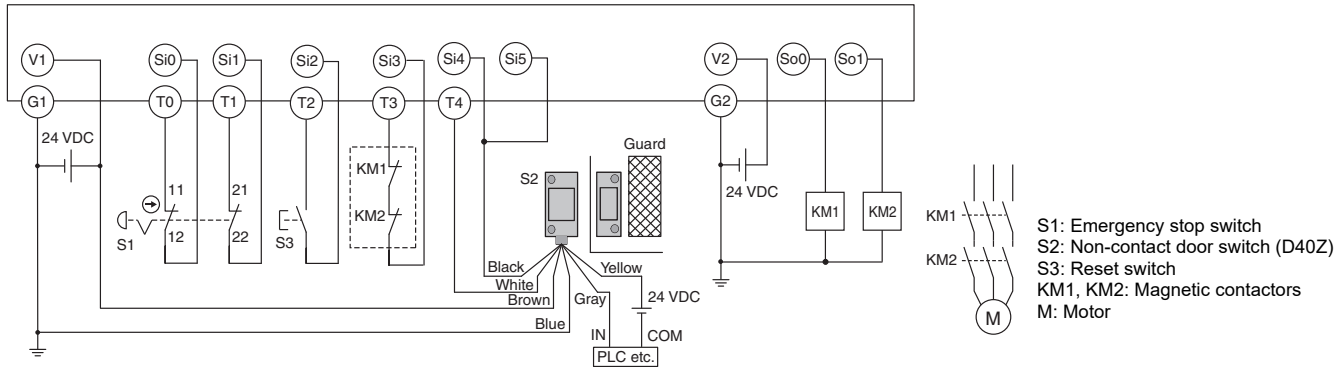 V1 Si0 Si1 Si2 Si3 Si4 Si5 V2 So0 So1
G1 T0 T1 T2 T3 T4 G2
24 VDC
11 21
12 22
S1
S3
KM1
KM2
S2
Guard
Black
White
Brown
Blue
Gray
Yellow
24 VDC
IN COM
PLC etc.
24 VDC
KM1 KM2
KM1
KM2
M
S1: Emergency stop switch
S2: Non-contact door switch (D40Z)
S3: Reset switch
KM1, KM2: Magnetic contactors
M: Motor